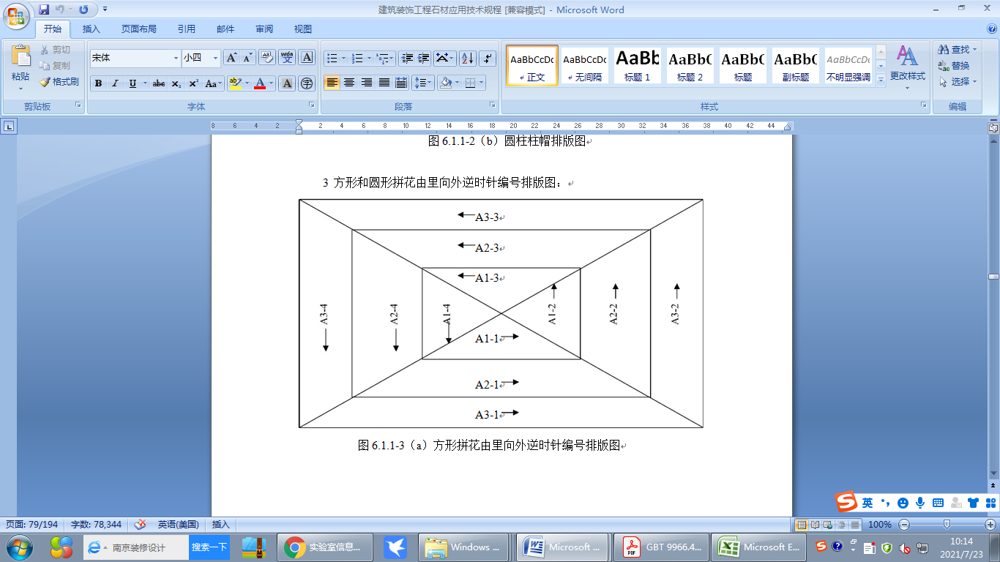 建筑装饰工程石材应用技术规程 [兼容模式] - Microsoft Word
开始 插入 页面布局 引用 邮件 审阅 视图
粘贴 剪切 复制 格式刷
宋体 小四
AaBbCcDc AaBbCcDc AaBb AaBbC AaBbC AaBbC AaBbCcDc
正文 无间隔 标题 1 标题 2 标题 副标题 不明显强调
更改样式
查找 替换 选择
剪贴板 字体 段落 样式 编辑
8 6 4 2 2 4 6 8 10 12 14 16 18 20 22 24 26 28 30 32 34 36 38 40 42 44
图 6.1.1-2（b）圆柱柱帽排版图
3 方形和圆形拼花由里向外逆时针编号排版图：
A3-3
A2-3
A1-3
A3-4 A2-4 A1-4 A1-2 A2-2 A3-2
A1-1
A2-1
A3-1
图 6.1.1-3（a）方形拼花由里向外逆时针编号排版图
英
页面: 79/194 字数: 78,344 英语(美国) 插入 100%
南京装修设计 搜索一下 实验室信息... Windows ... Microsoft ... GBT 9966.4... Microsoft E...
10:14
2021/7/23